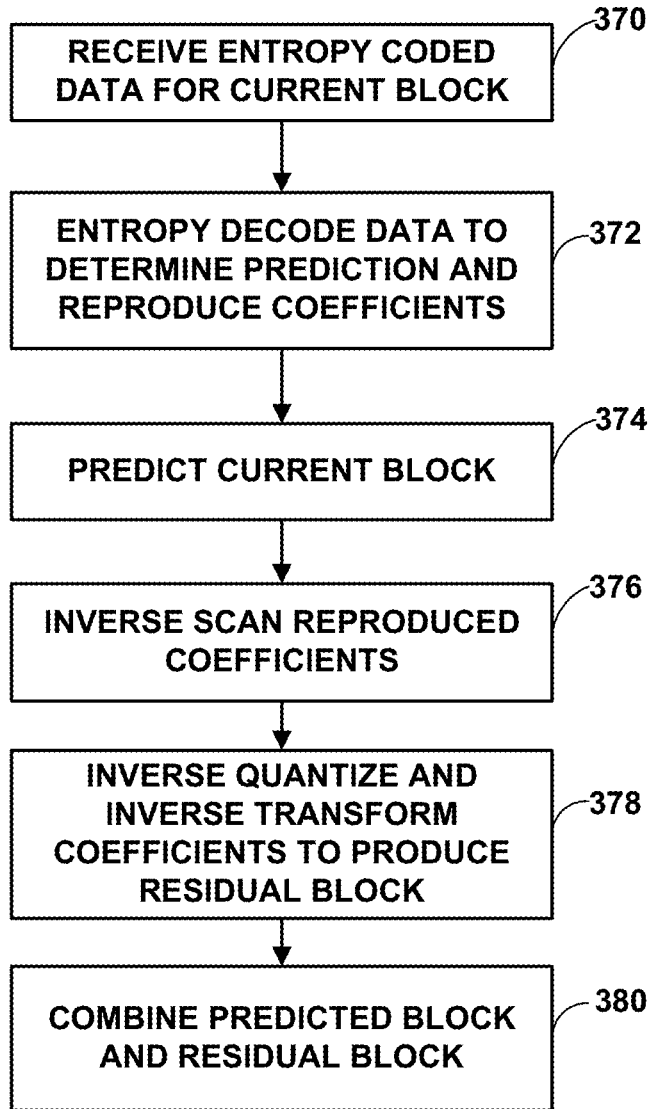 370
RECEIVE ENTROPY CODED
DATA FOR CURRENT BLOCK
372
ENTROPY DECODE DATA TO
DETERMINE PREDICTION AND
REPRODUCE COEFFICIENTS
374
PREDICT CURRENT BLOCK
376
INVERSE SCAN REPRODUCED
COEFFICIENTS
378
INVERSE QUANTIZE AND
INVERSE TRANSFORM
COEFFICIENTS TO PRODUCE
RESIDUAL BLOCK
380
COMBINE PREDICTED BLOCK
AND RESIDUAL BLOCK